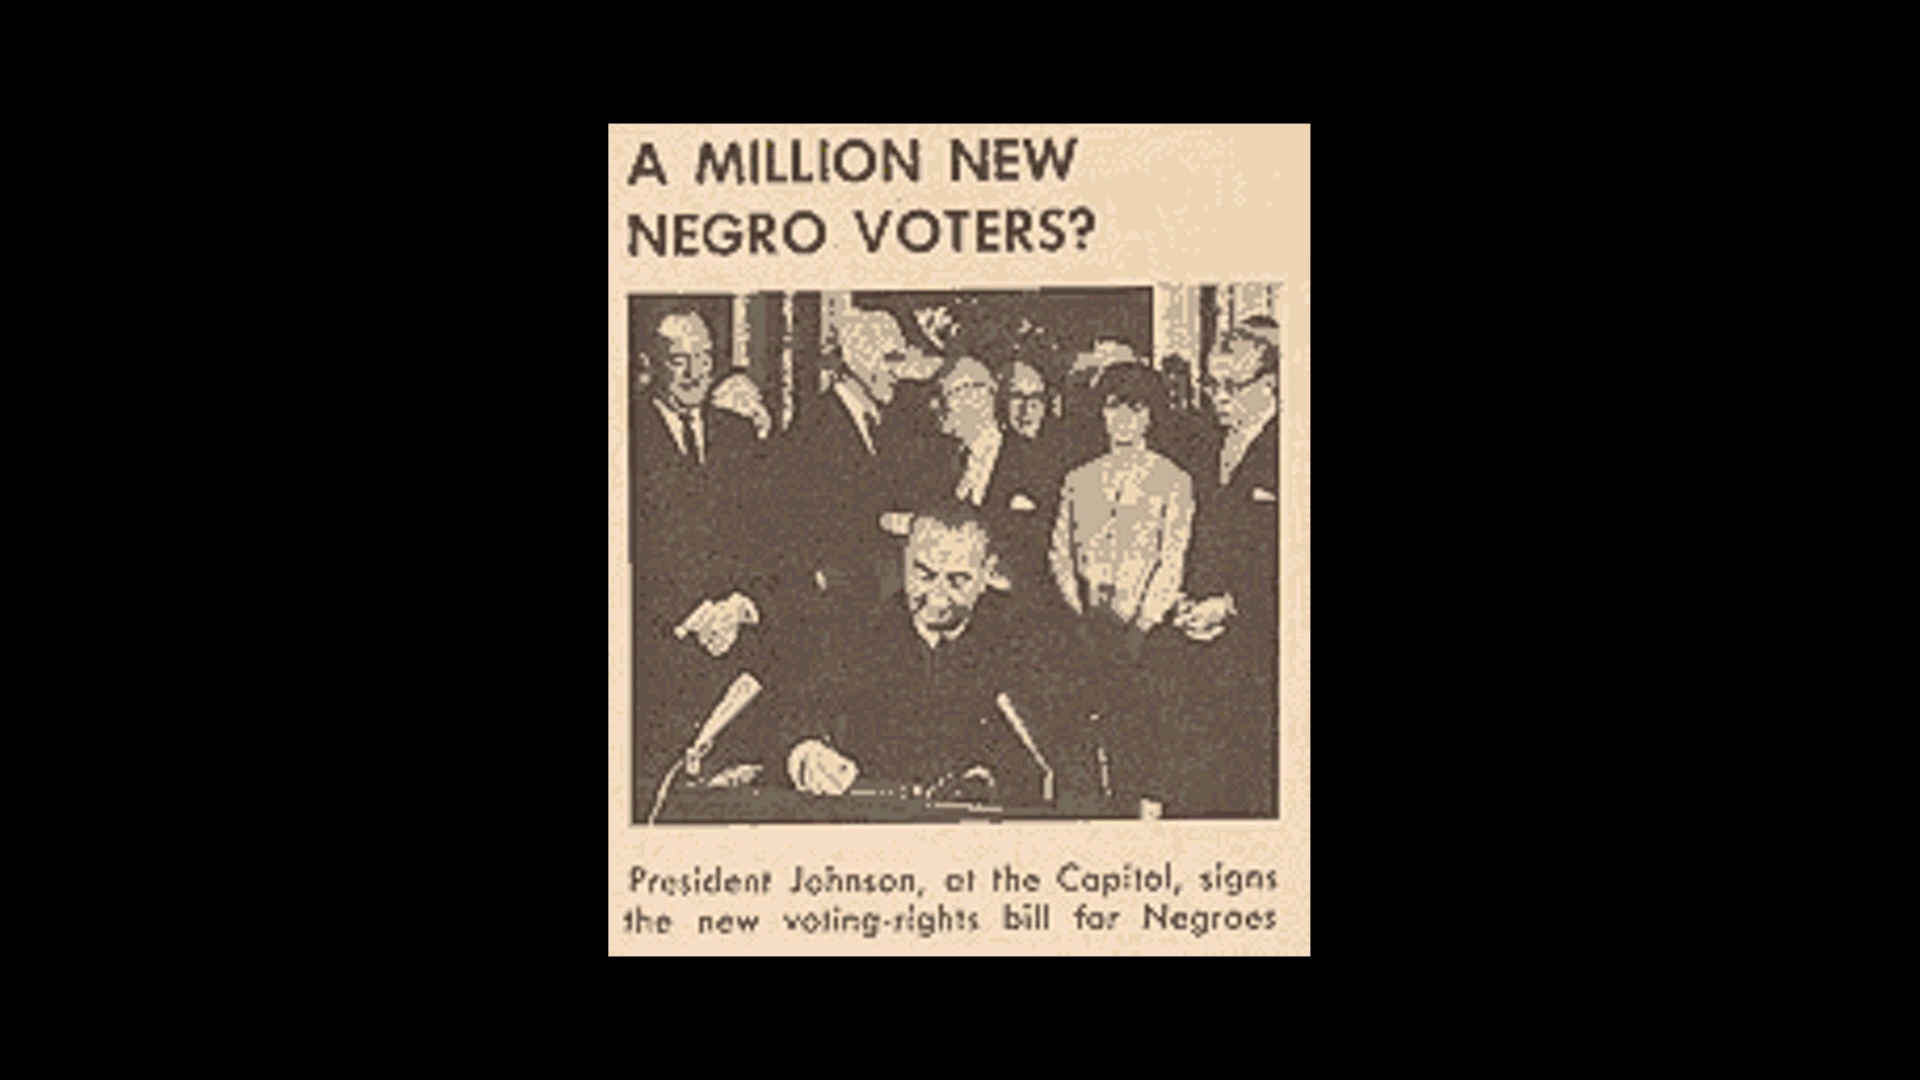 A MILLION NEW
NEGRO VOTERS?
President Johnson, at the Capitol, signs
the new voting-rights bill for Negroes